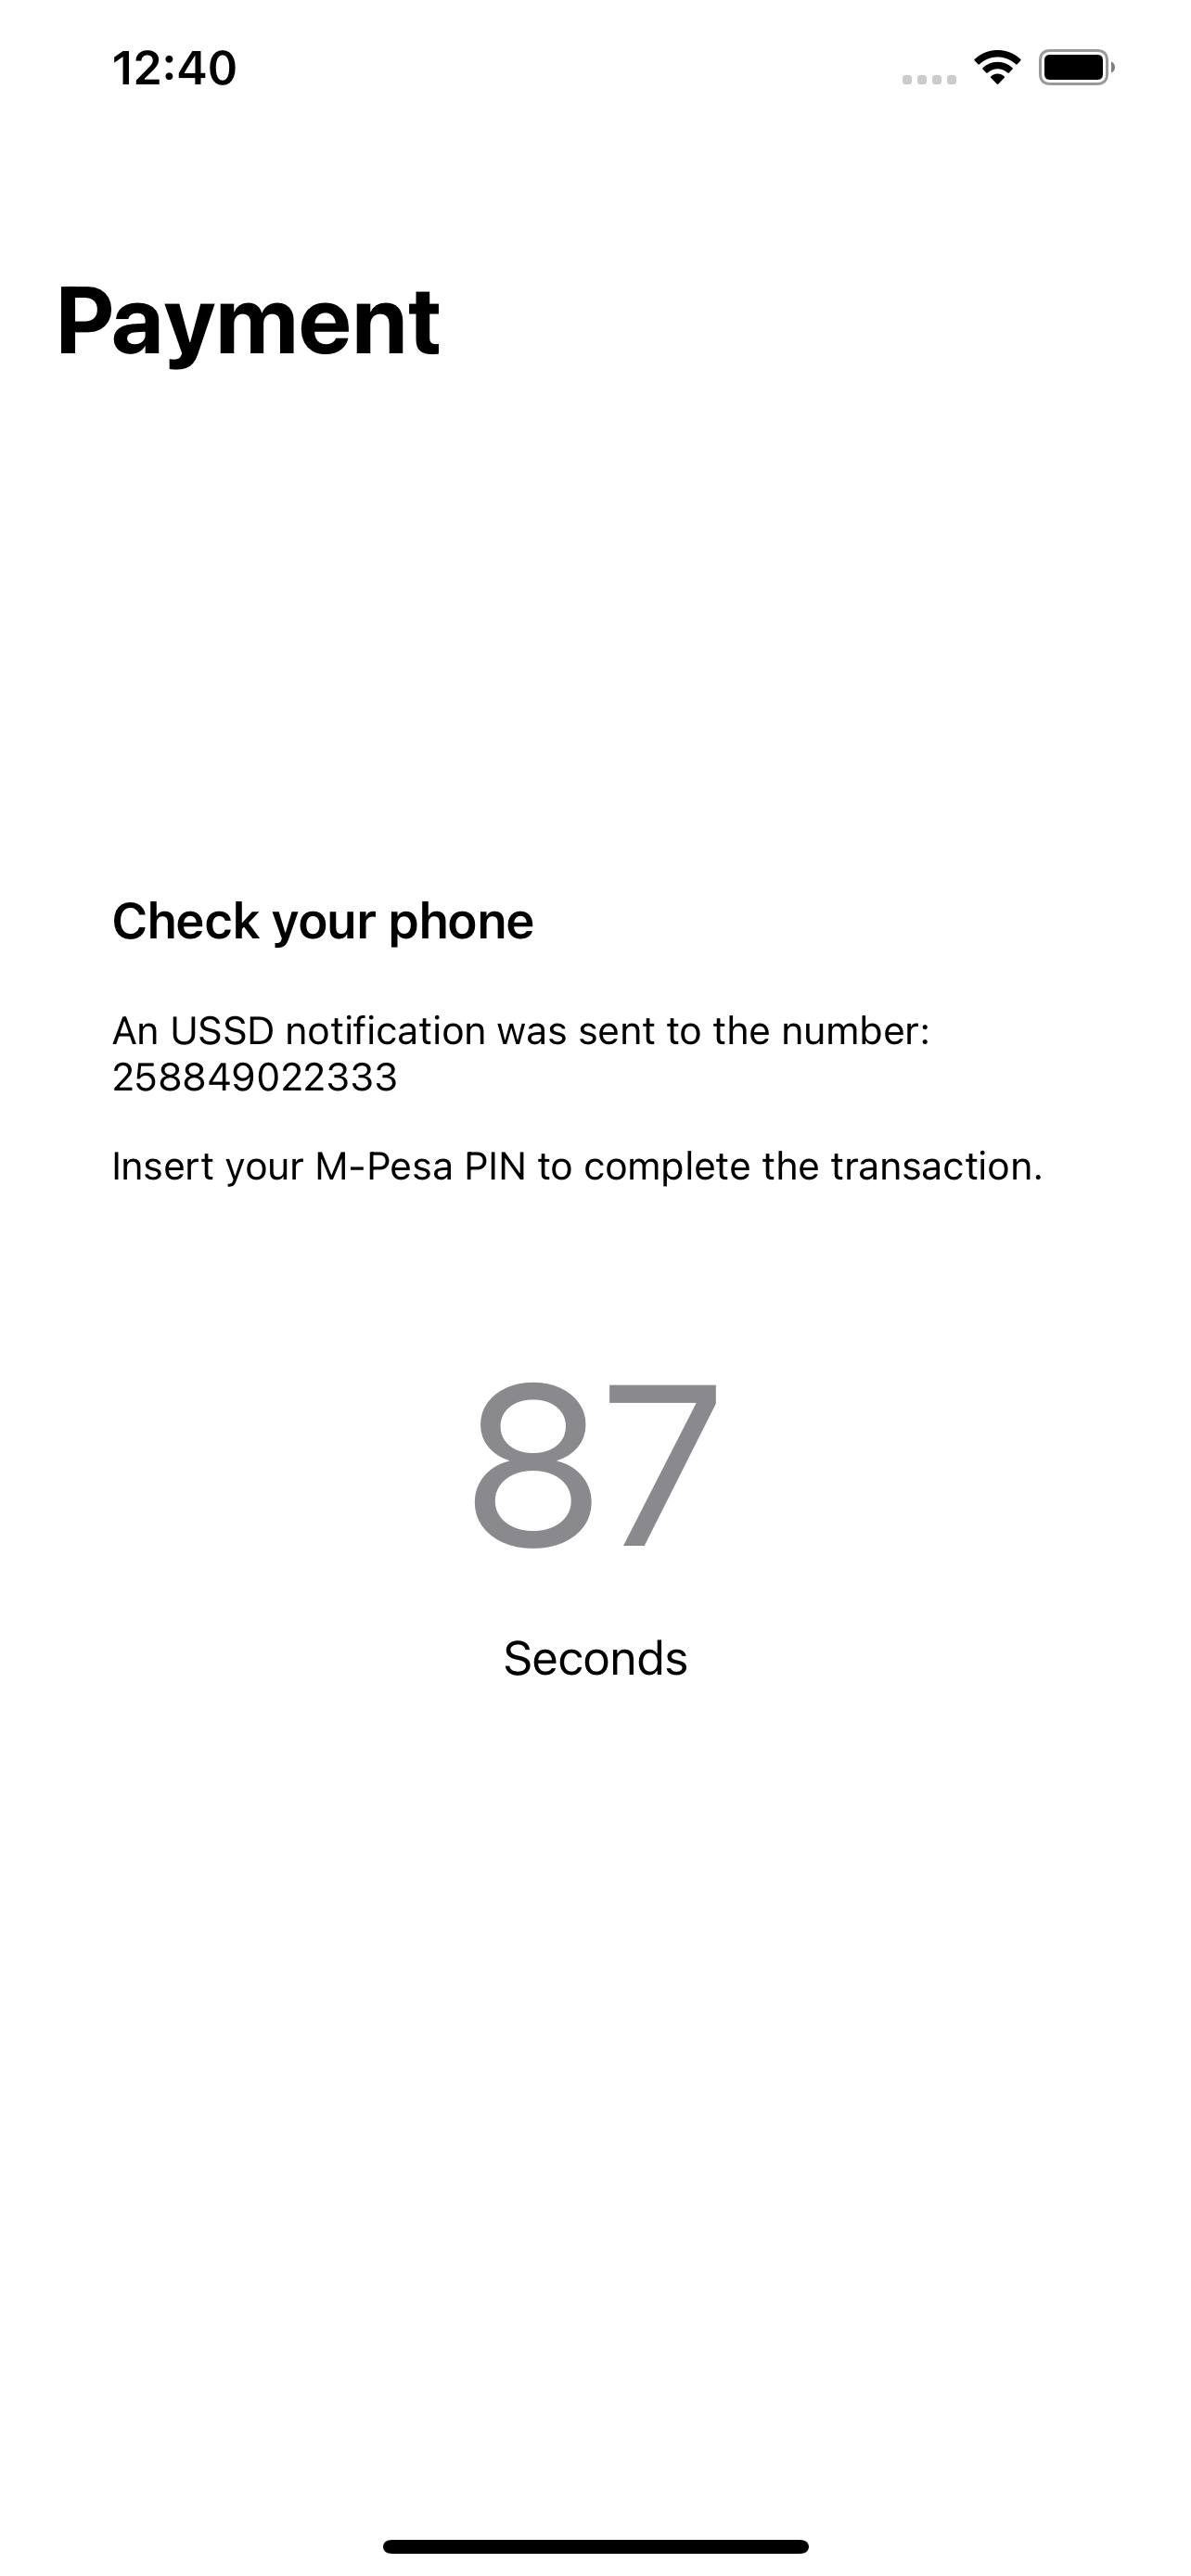 12:40
Payment
Check your phone
An USSD notification was sent to the number:
258849022333
Insert your M-Pesa PIN to complete the transaction.
87
Seconds